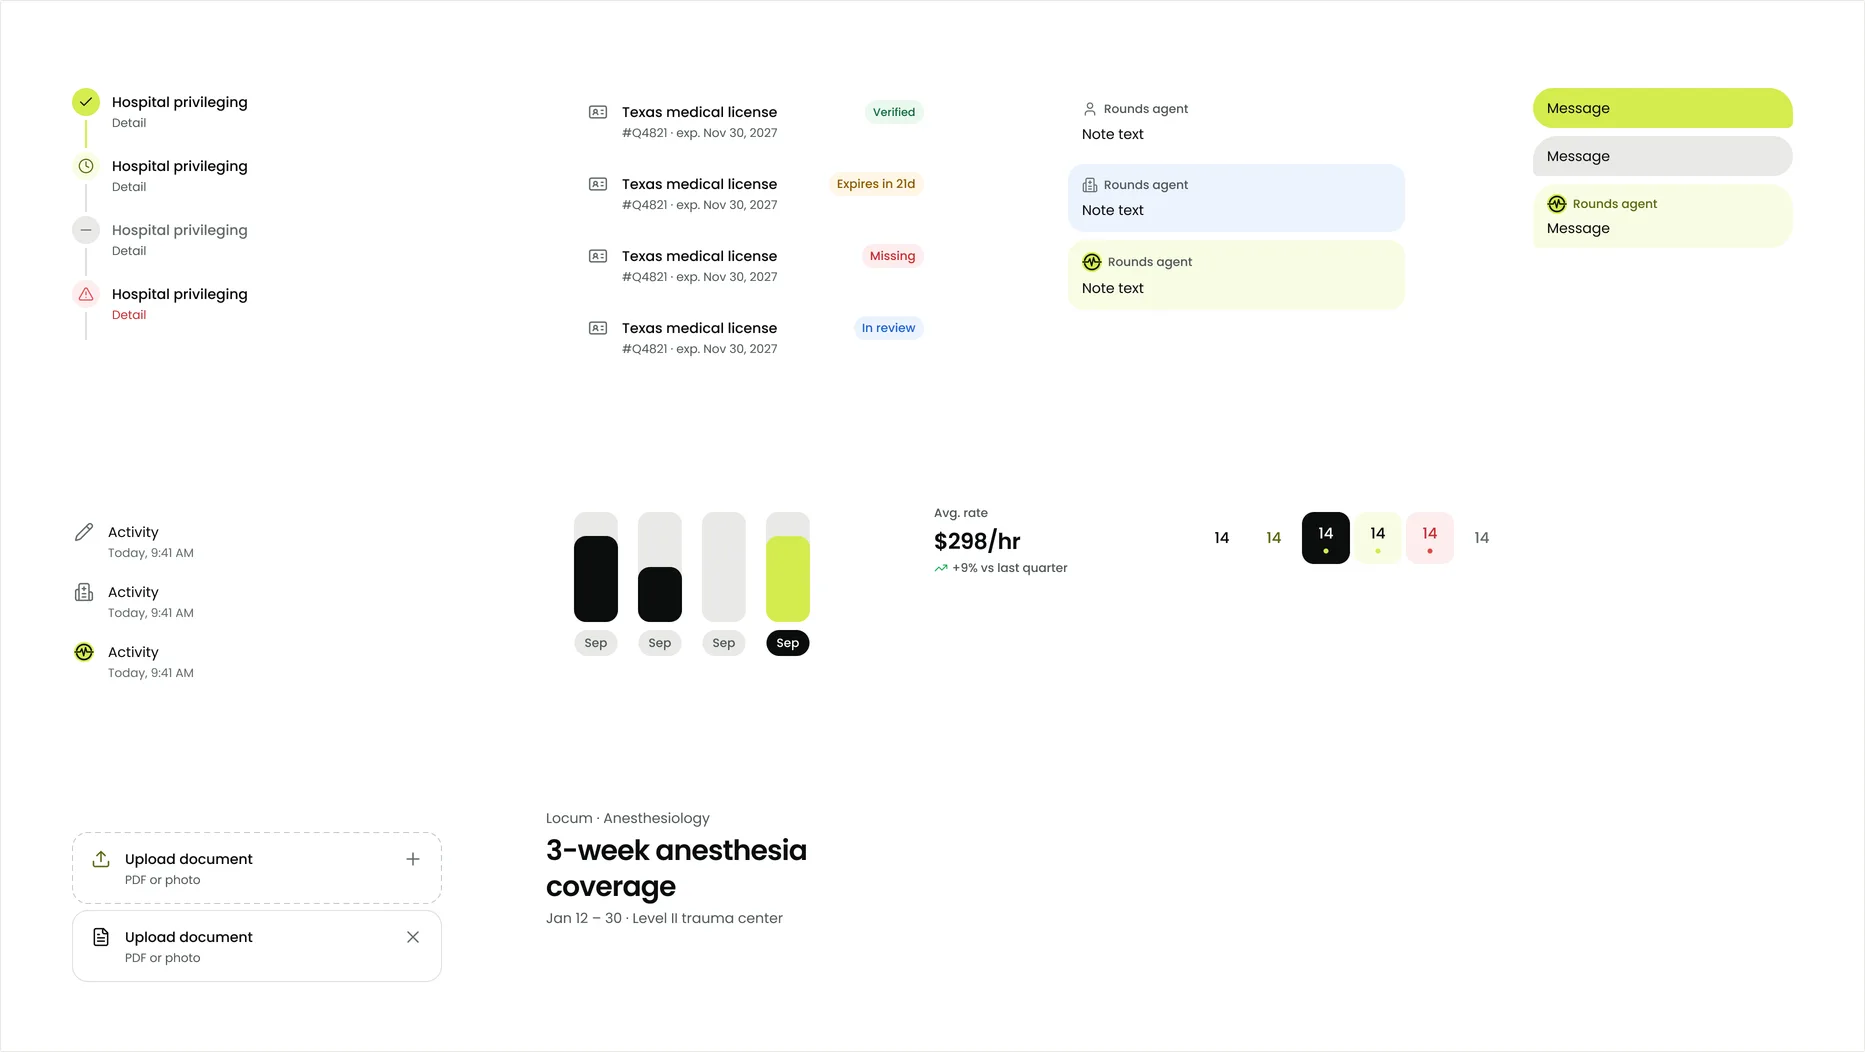 Hospital privileging
Detail
Hospital privileging
Detail
Hospital privileging
Detail
Hospital privileging
Detail
Texas medical license
Verified
#Q4821 · exp. Nov 30, 2027
Texas medical license
Expires in 21d
#Q4821 · exp. Nov 30, 2027
Texas medical license
Missing
#Q4821 · exp. Nov 30, 2027
Texas medical license
In review
#Q4821 · exp. Nov 30, 2027
Rounds agent
Note text
Rounds agent
Note text
Rounds agent
Note text
Message
Message
Rounds agent
Message
Activity
Today, 9:41 AM
Activity
Today, 9:41 AM
Activity
Today, 9:41 AM
Sep Sep Sep Sep
Avg. rate
$298/hr
+9% vs last quarter
14 14 14 14 14 14
Upload document
PDF or photo
Upload document
PDF or photo
Locum · Anesthesiology
3-week anesthesia
coverage
Jan 12 – 30 · Level II trauma center